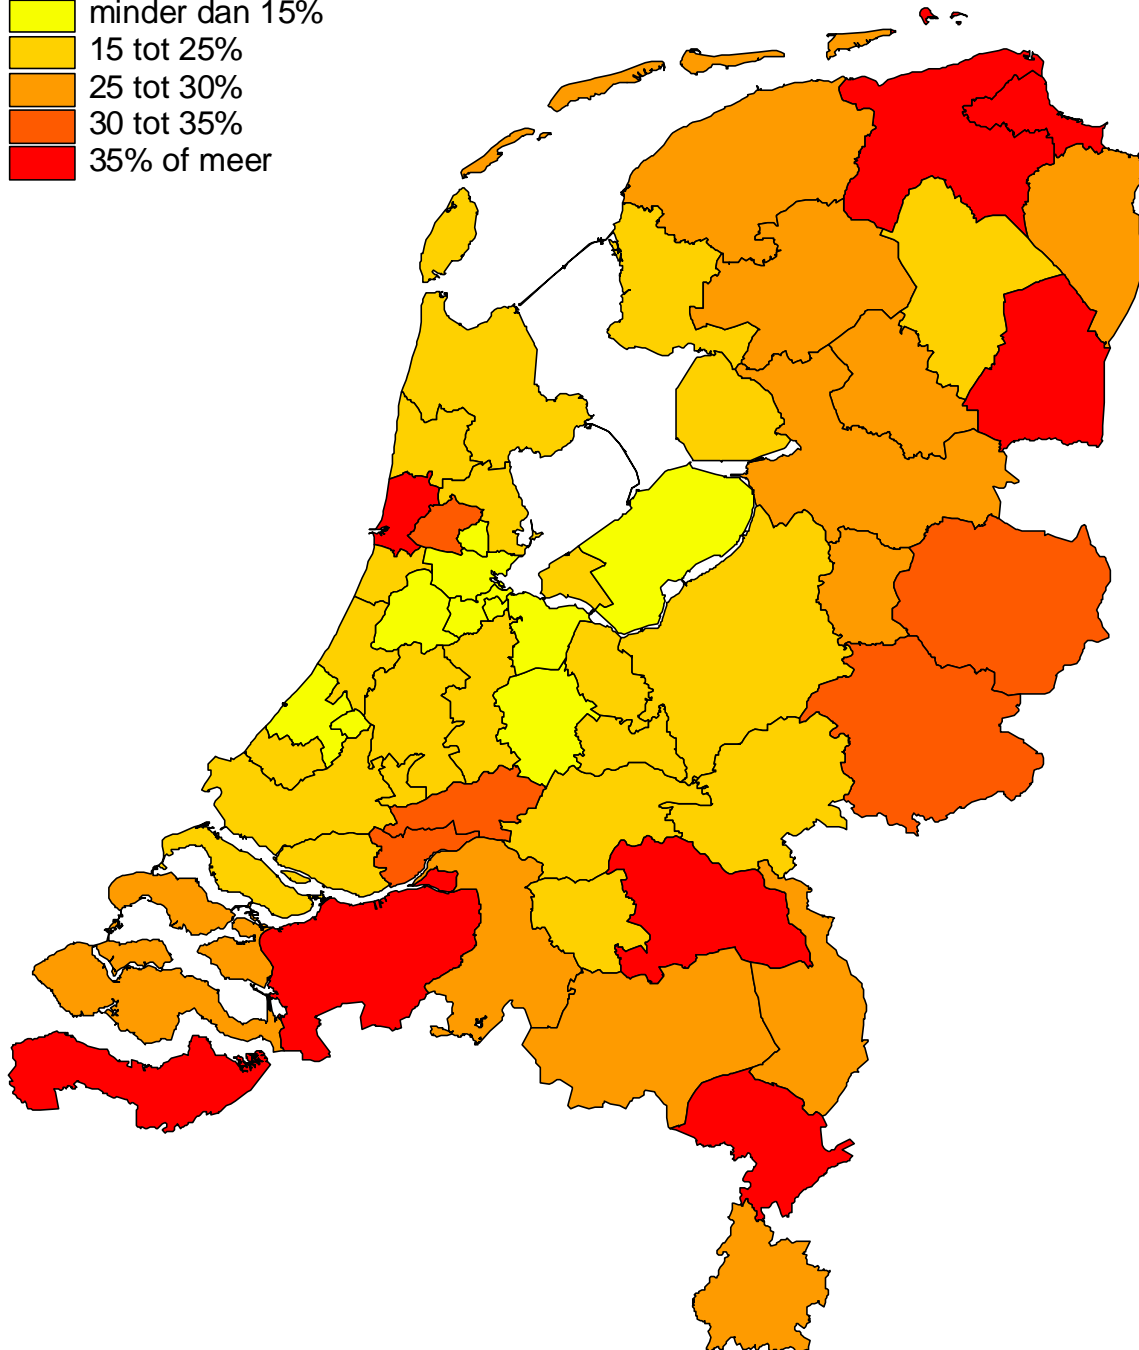 minder dan 15%
15 tot 25%
25 tot 30%
30 tot 35%
35% of meer